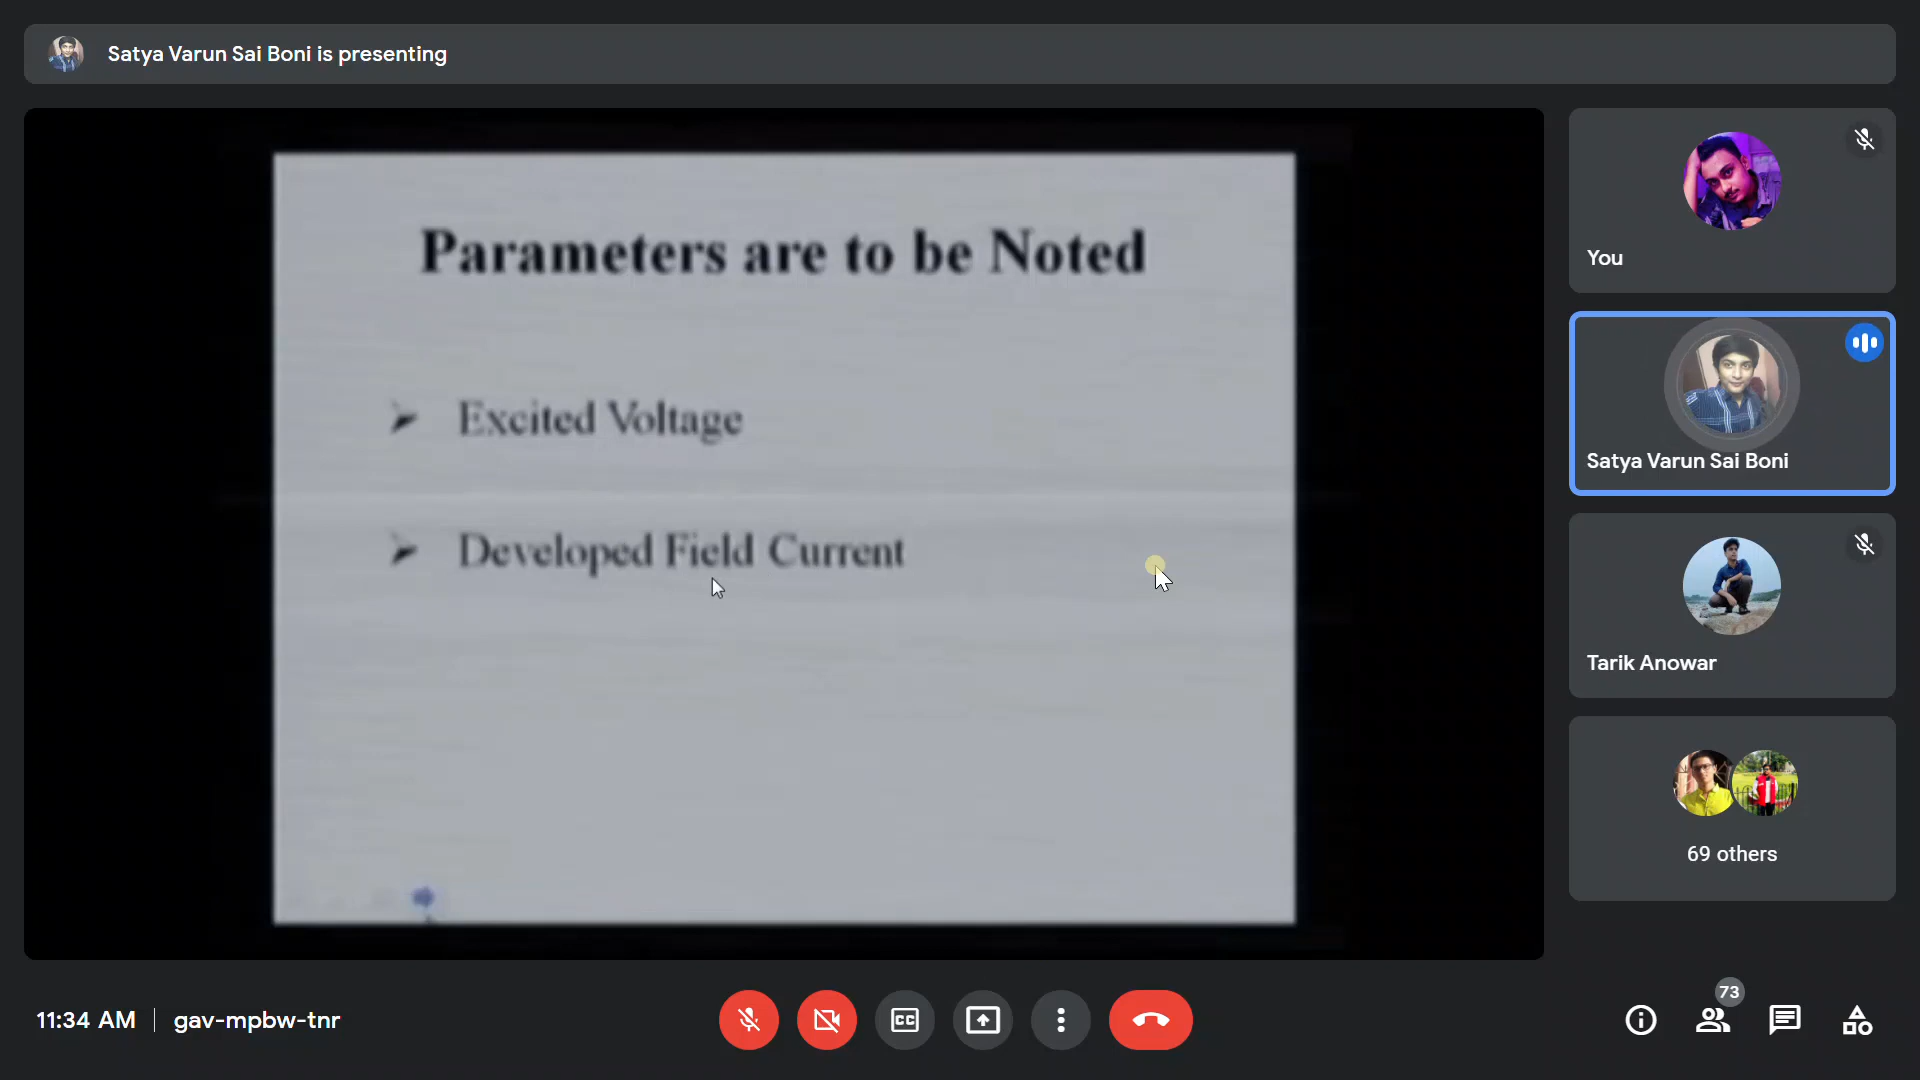 Satya Varun Sai Boni is presenting
Parameters are to be Noted
Excited Voltage
Developed Field Current
You
Satya Varun Sai Boni
Tarik Anowar
69 others
11:34 AM
gav-mpbw-tnr
CC
73